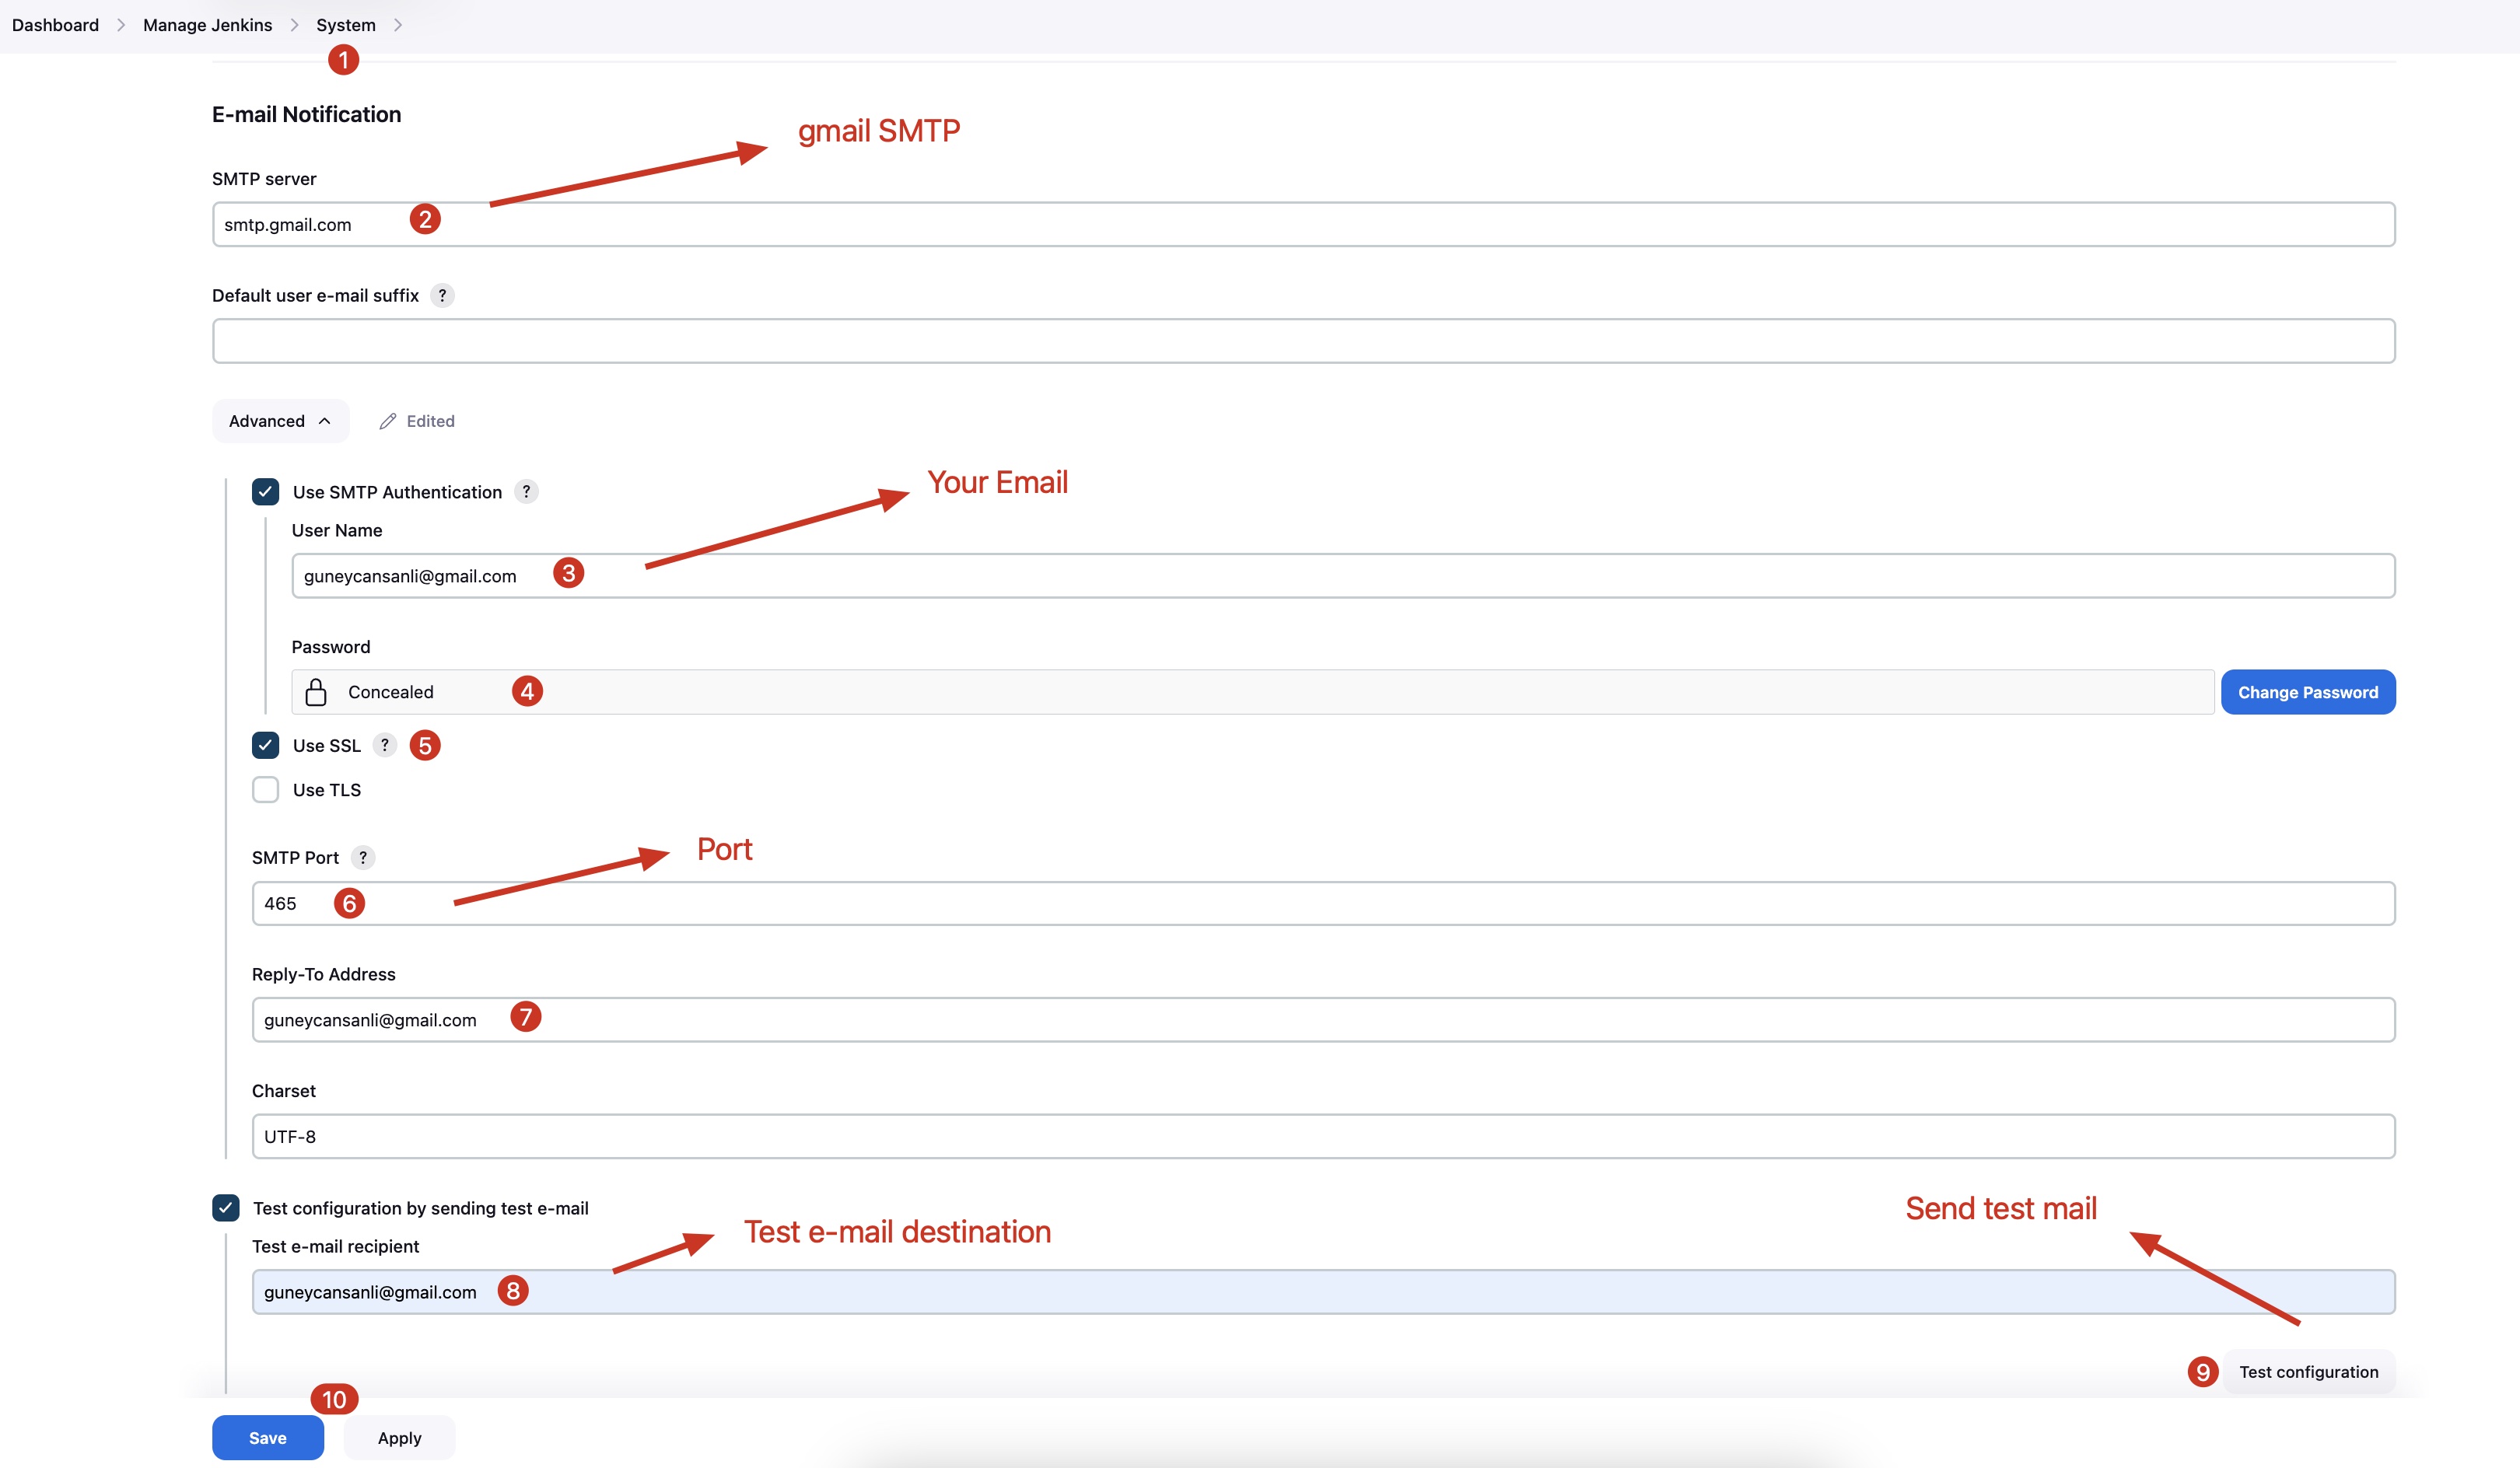 Dashboard > Manage Jenkins > System >
1
E-mail Notification
gmail SMTP
SMTP server
smtp.gmail.com 2
Default user e-mail suffix ?
Advanced Edited
Use SMTP Authentication ?
Your Email
User Name
guneycansanli@gmail.com 3
Password
Concealed 4 Change Password
Use SSL ? 5
Use TLS
Port
SMTP Port ?
465 6
Reply-To Address
guneycansanli@gmail.com 7
Charset
UTF-8
Test configuration by sending test e-mail
Send test mail
Test e-mail destination
Test e-mail recipient
guneycansanli@gmail.com 8
9 Test configuration
10
Save Apply